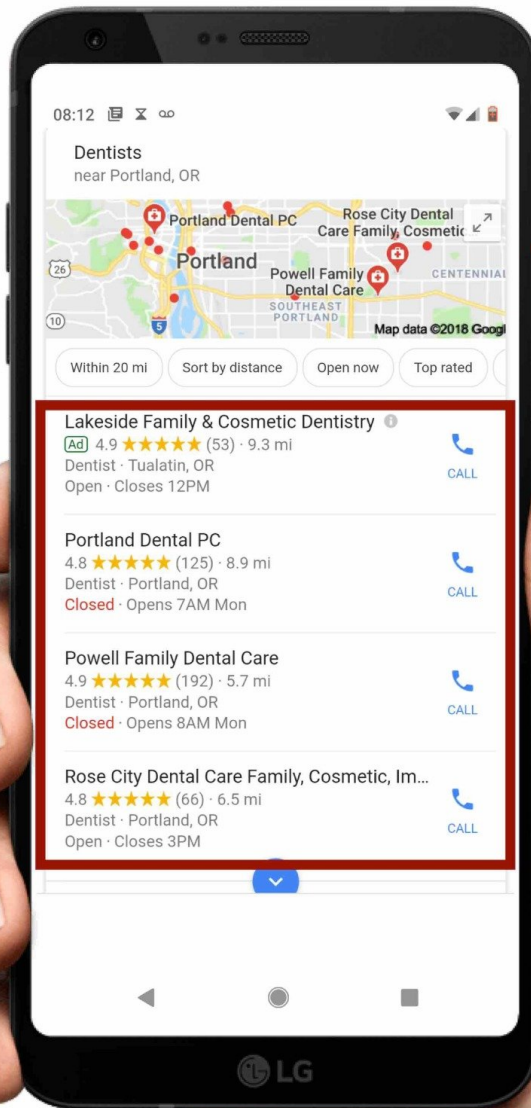 08:12
Dentists
near Portland, OR
Portland Dental PC
Rose City Dental
Care Family, Cosmetic
26
Portland
Powell Family
Dental Care
CENTENNIAL
SOUTHEAST
PORTLAND
10
5
Map data ©2018 Googl
Within 20 mi
Sort by distance
Open now
Top rated
Lakeside Family & Cosmetic Dentistry
Ad 4.9 ★★★★★ (53) · 9.3 mi
Dentist · Tualatin, OR
Open · Closes 12PM
CALL
Portland Dental PC
4.8 ★★★★★ (125) · 8.9 mi
Dentist · Portland, OR
Closed · Opens 7AM Mon
CALL
Powell Family Dental Care
4.9 ★★★★★ (192) · 5.7 mi
Dentist · Portland, OR
Closed · Opens 8AM Mon
CALL
Rose City Dental Care Family, Cosmetic, Im...
4.8 ★★★★★ (66) · 6.5 mi
Dentist · Portland, OR
Open · Closes 3PM
CALL
LG